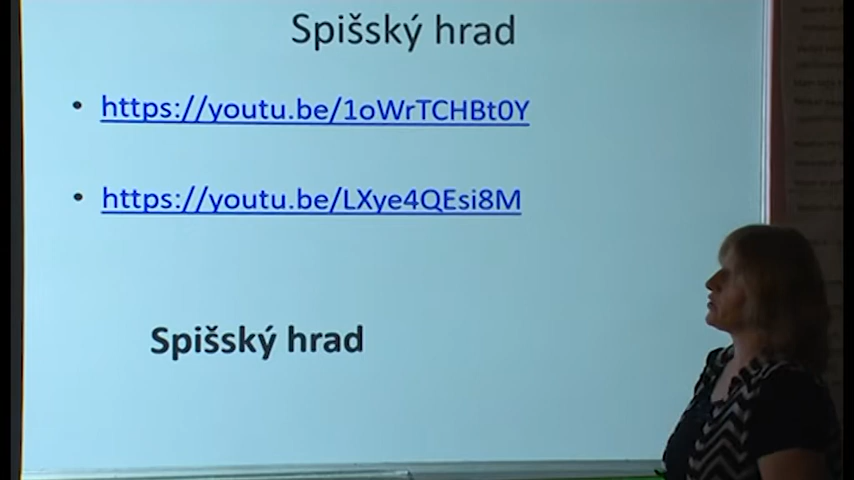 Spišský hrad
• https://youtu.be/1oWrTCHBt0Y
• https://youtu.be/LXye4QEsi8M
Spišský hrad